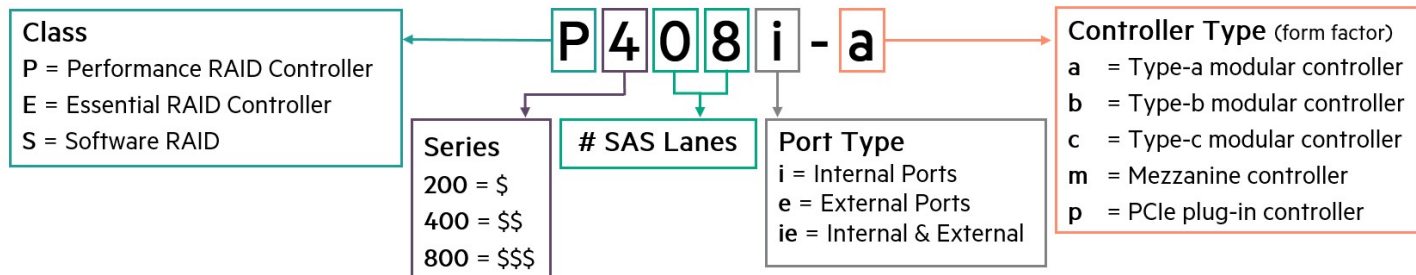 P408i-a
Class
P = Performance RAID Controller
E = Essential RAID Controller
S = Software RAID
Series
200 = $
400 = $$
800 = $$$
# SAS Lanes
Port Type
i = Internal Ports
e = External Ports
ie = Internal & External
Controller Type (form factor)
a = Type-a modular controller
b = Type-b modular controller
c = Type-c modular controller
m = Mezzanine controller
p = PCIe plug-in controller